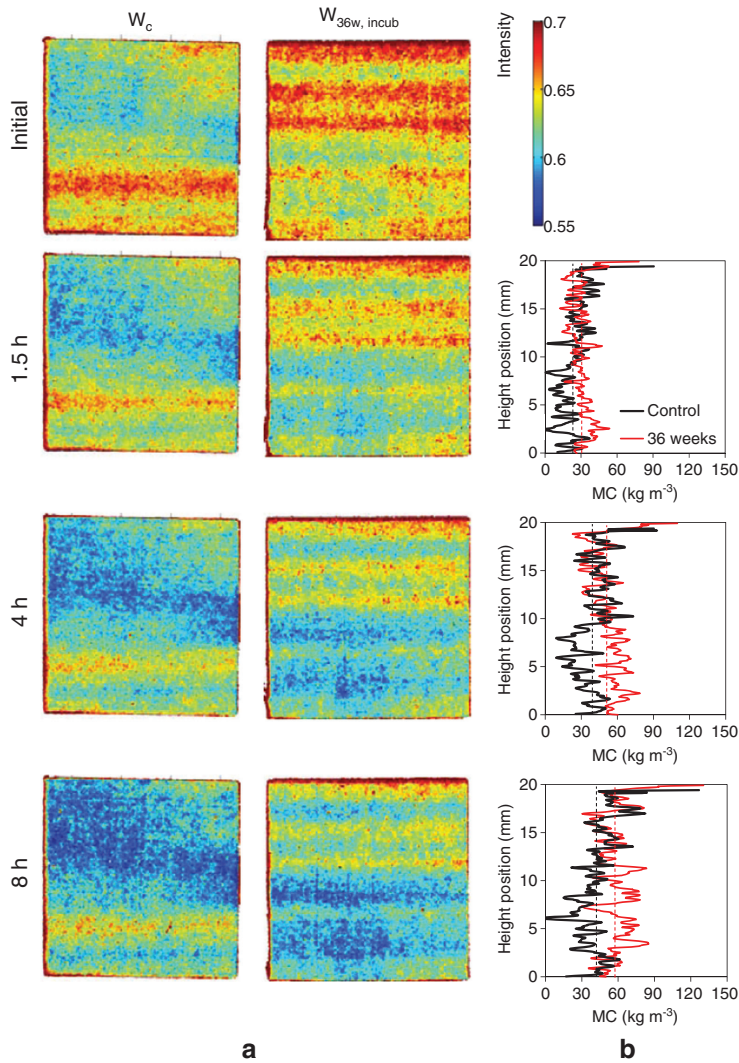 Wc
W36w, incub
Initial
Intensity
0.7
0.65
0.6
0.55
1.5 h
Height position (mm)
20
15
10
5
0
Control
36 weeks
0 30 60 90 120 150
MC (kg m-3)
4 h
Height position (mm)
20
15
10
5
0
0 30 60 90 120 150
MC (kg m-3)
8 h
Height position (mm)
20
15
10
5
0
0 30 60 90 120 150
MC (kg m-3)
a
b